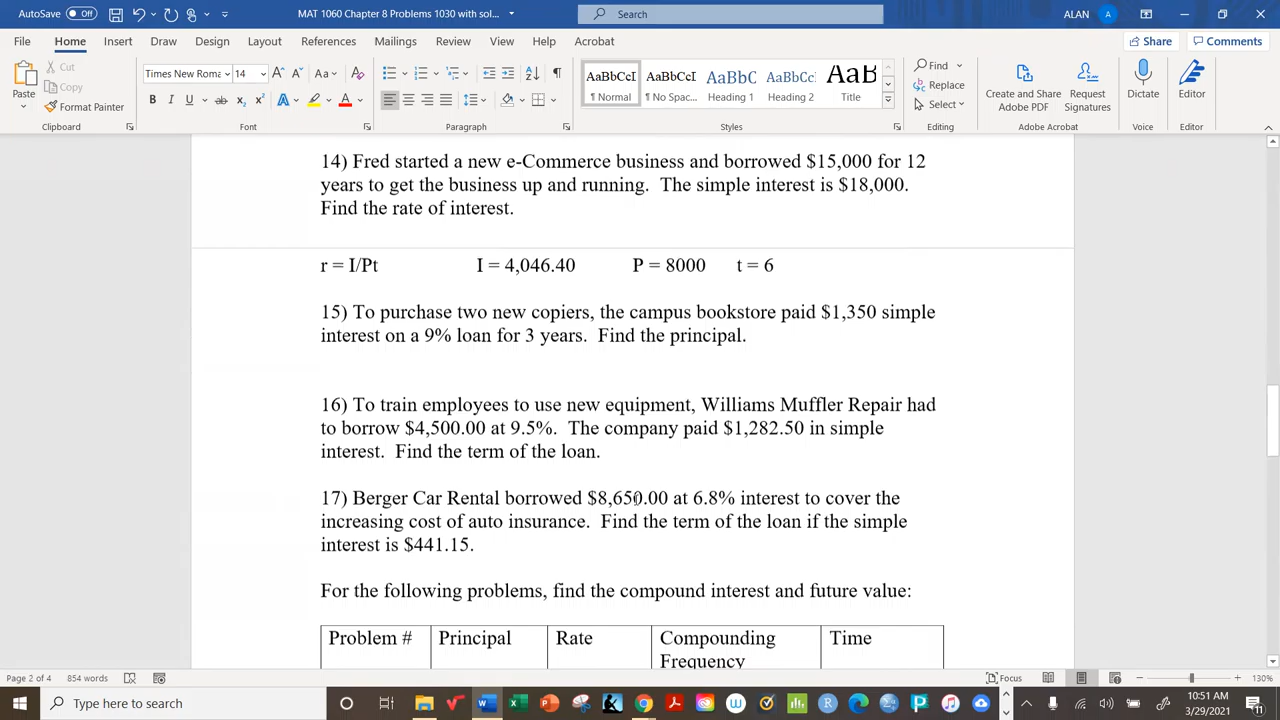 AutoSave Off MAT 1060 Chapter 8 Problems 1030 with sol... Search ALAN A
File Home Insert Draw Design Layout References Mailings Review View Help Acrobat Share Comments
Paste Cut Copy Format Painter
Times New Roma 14 Aa
B I U ab x₂ x² A A
AaBbCcI ¶ Normal AaBbCcI ¶ No Spac... AaBbC Heading 1 AaBbCc Heading 2 AaB Title
Find Replace Select
Create and Share Adobe PDF Request Signatures Dictate Editor
Clipboard Font Paragraph Styles Editing Adobe Acrobat Voice Editor
14) Fred started a new e-Commerce business and borrowed $15,000 for 12
years to get the business up and running. The simple interest is $18,000.
Find the rate of interest.
r = I/Pt I = 4,046.40 P = 8000 t = 6
15) To purchase two new copiers, the campus bookstore paid $1,350 simple
interest on a 9% loan for 3 years. Find the principal.
16) To train employees to use new equipment, Williams Muffler Repair had
to borrow $4,500.00 at 9.5%. The company paid $1,282.50 in simple
interest. Find the term of the loan.
17) Berger Car Rental borrowed $8,650.00 at 6.8% interest to cover the
increasing cost of auto insurance. Find the term of the loan if the simple
interest is $441.15.
For the following problems, find the compound interest and future value:
Problem # Principal Rate Compounding Time
Frequency
Page 2 of 4 854 words Focus 130%
Type here to search 10:51 AM
3/29/2021